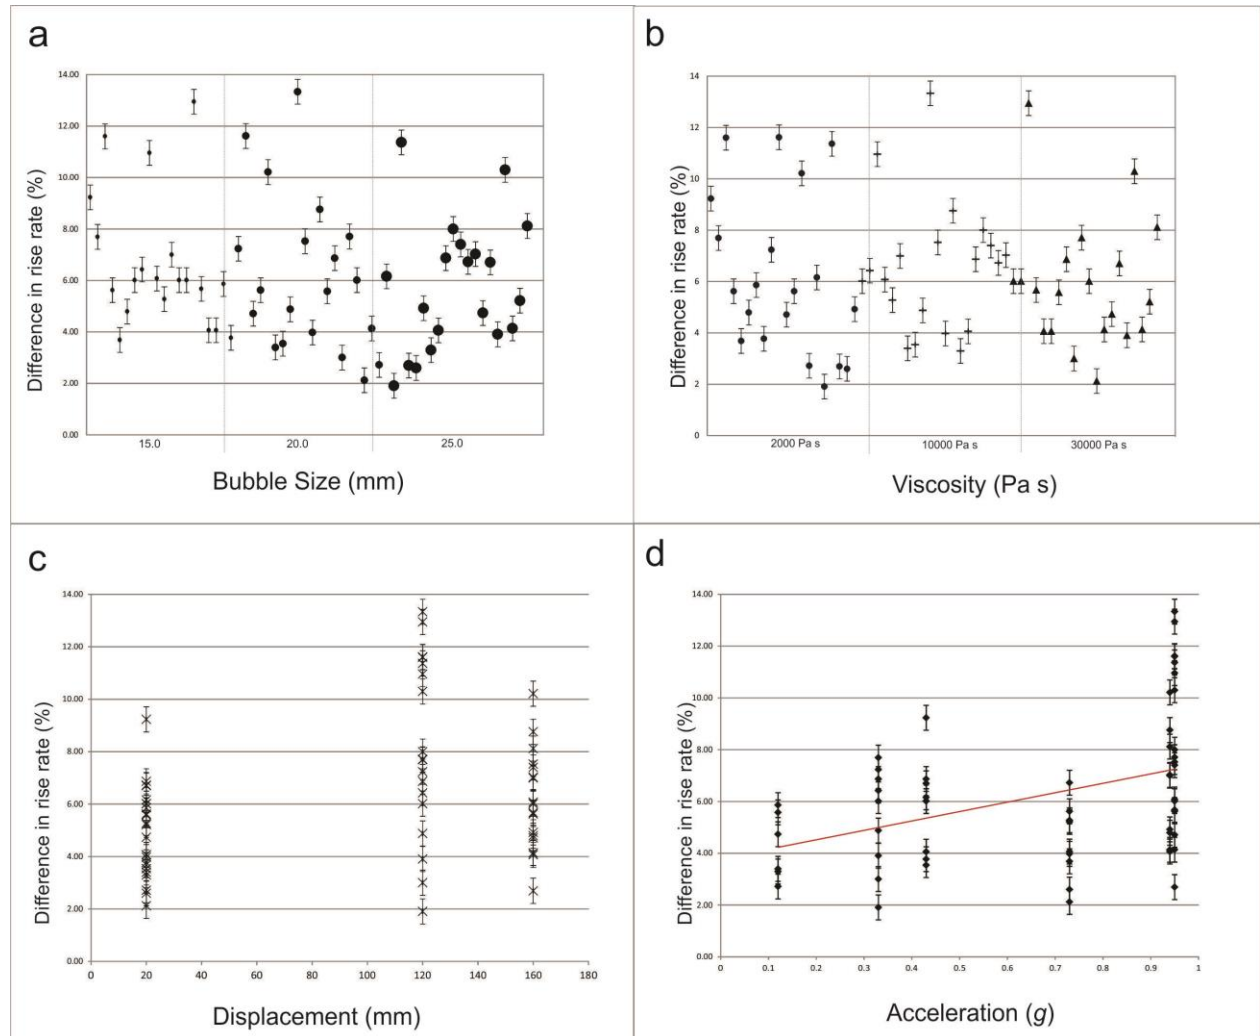 a
14.00
12.00
10.00
8.00
6.00
4.00
2.00
0.00
Difference in rise rate (%)
15.0 20.0 25.0
Bubble Size (mm)
b
14
12
10
8
6
4
2
0
Difference in rise rate (%)
2000 Pa s 10000 Pa s 30000 Pa s
Viscosity (Pa s)
c
14.00
12.00
10.00
8.00
6.00
4.00
2.00
0.00
Difference in rise rate (%)
0 20 40 60 80 100 120 140 160 180
Displacement (mm)
d
14.00
12.00
10.00
8.00
6.00
4.00
2.00
0.00
Difference in rise rate (%)
0 0.1 0.2 0.3 0.4 0.5 0.6 0.7 0.8 0.9 1
Acceleration (g)